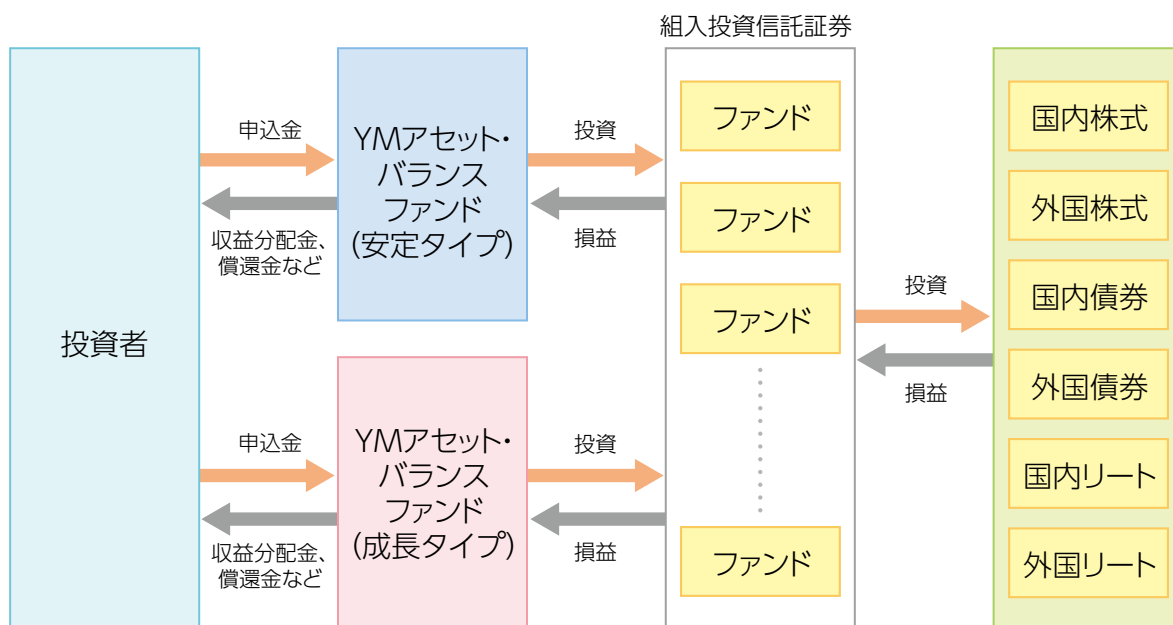 組入投資信託証券
投資者
申込金
収益分配金、
償還金など
YMアセット・
バランス
ファンド
(安定タイプ)
投資
損益
申込金
収益分配金、
償還金など
YMアセット・
バランス
ファンド
(成長タイプ)
投資
損益
ファンド
ファンド
ファンド
ファンド
投資
損益
国内株式
外国株式
国内債券
外国債券
国内リート
外国リート